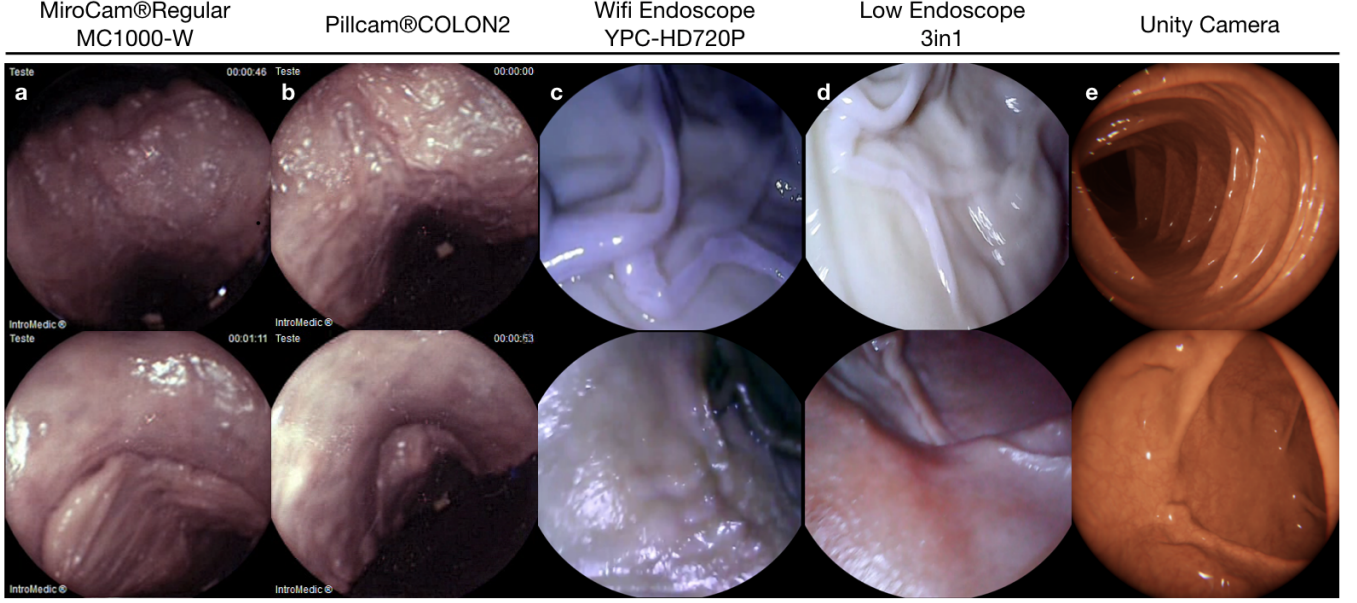 MiroCam®Regular
MC1000-W
Pillcam®COLON2
Wifi Endoscope
YPC-HD720P
Low Endoscope
3in1
Unity Camera
Teste 00:00:46
a
IntroMedic ®
Teste 00:00:00
b
IntroMedic ®
c
d
e
Teste 00:01:11
IntroMedic ®
Teste 00:00:53
IntroMedic ®